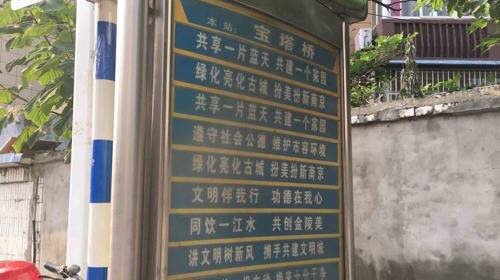 本站： 宝塔桥
共享一片蓝天 共建一个家园
绿化亮化古城 扮美扮新南京
共享一片蓝天 共建一个家园
遵守社会公德 维护市容环境
绿化亮化古城 扮美扮新南京
文明伴我行 功德在我心
同饮一江水 共创金陵美
讲文明树新风 携手共建文明城